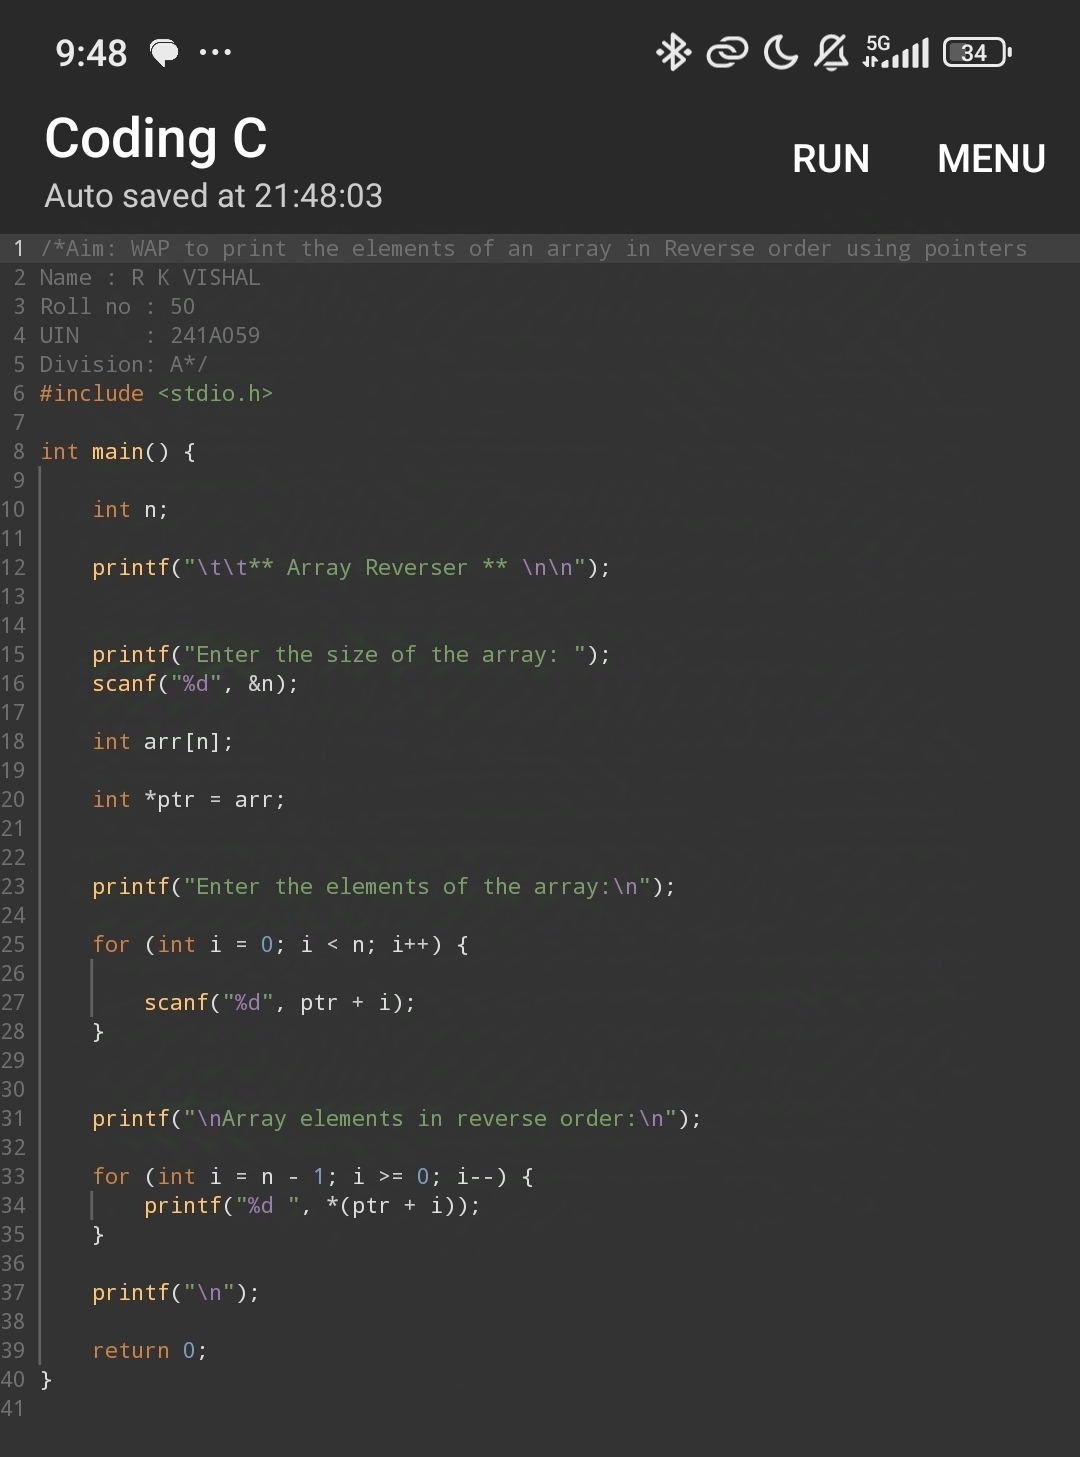 9:48 ... 5G 34
Coding C
RUN MENU
Auto saved at 21:48:03
1 /*Aim: WAP to print the elements of an array in Reverse order using pointers
2 Name : R K VISHAL
3 Roll no : 50
4 UIN     : 241A059
5 Division: A*/
6 #include <stdio.h>
7
8 int main() {
9
10     int n;
11
12     printf("\t\t** Array Reverser ** \n\n");
13
14
15     printf("Enter the size of the array: ");
16     scanf("%d", &n);
17
18     int arr[n];
19
20     int *ptr = arr;
21
22
23     printf("Enter the elements of the array:\n");
24
25     for (int i = 0; i < n; i++) {
26
27         scanf("%d", ptr + i);
28     }
29
30
31     printf("\nArray elements in reverse order:\n");
32
33     for (int i = n - 1; i >= 0; i--) {
34         printf("%d ", *(ptr + i));
35     }
36
37     printf("\n");
38
39     return 0;
40 }
41